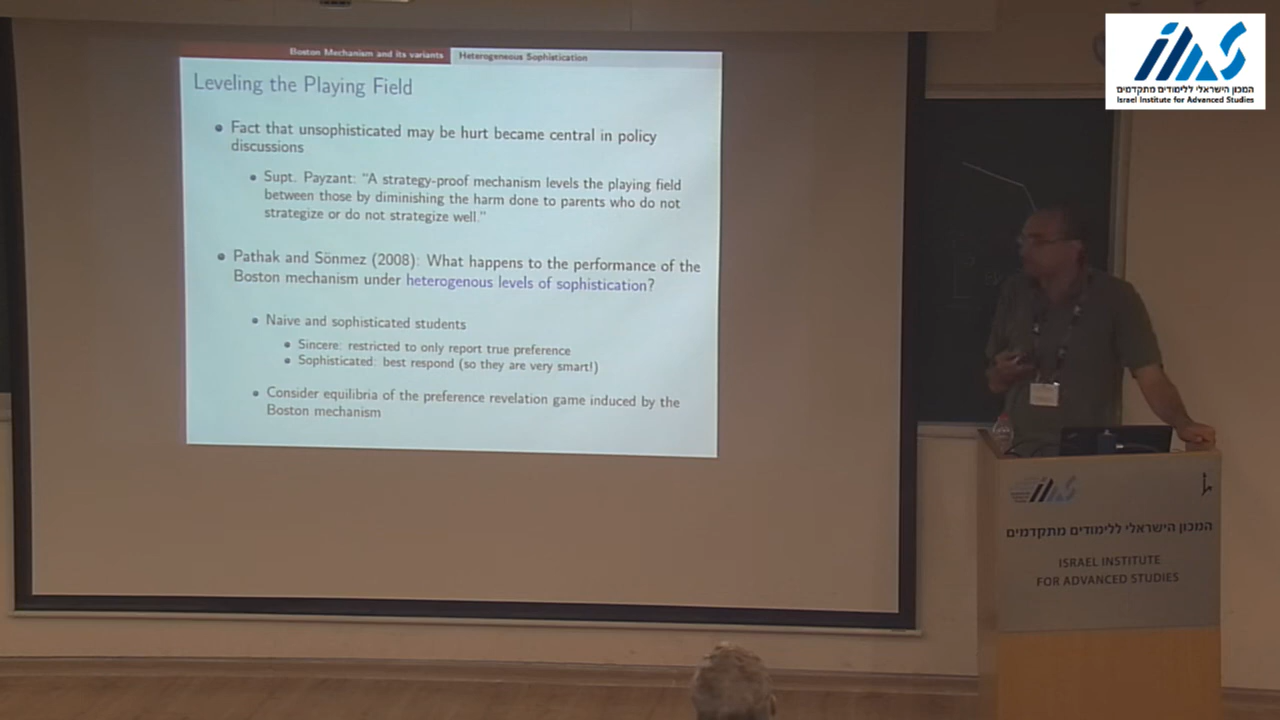 Boston Mechanism and its variants
Heterogeneous Sophistication
Leveling the Playing Field
Fact that unsophisticated may be hurt became central in policy
discussions
Supt. Payzant: "A strategy-proof mechanism levels the playing field
between those by diminishing the harm done to parents who do not
strategize or do not strategize well."
Pathak and Sönmez (2008): What happens to the performance of the
Boston mechanism under heterogenous levels of sophistication?
Naive and sophisticated students
Sincere: restricted to only report true preference
Sophisticated: best respond (so they are very smart!)
Consider equilibria of the preference revelation game induced by the
Boston mechanism
המכון הישראלי ללימודים מתקדמים
Israel Institute for Advanced Studies
המכון הישראלי ללימודים מתקדמים
ISRAEL INSTITUTE
FOR ADVANCED STUDIES